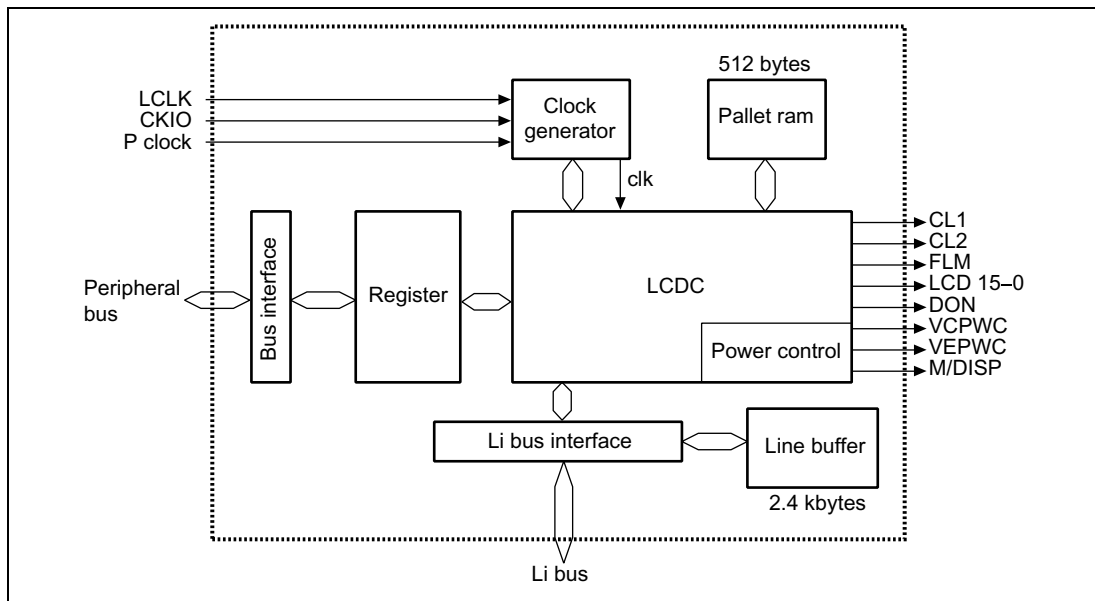 512 bytes
LCLK
CKIO
P clock
Clock
generator
Pallet ram
clk
Peripheral
bus
Bus interface
Register
LCDC
Power control
CL1
CL2
FLM
LCD 15–0
DON
VCPWC
VEPWC
M/DISP
Li bus interface
Line buffer
2.4 kbytes
Li bus